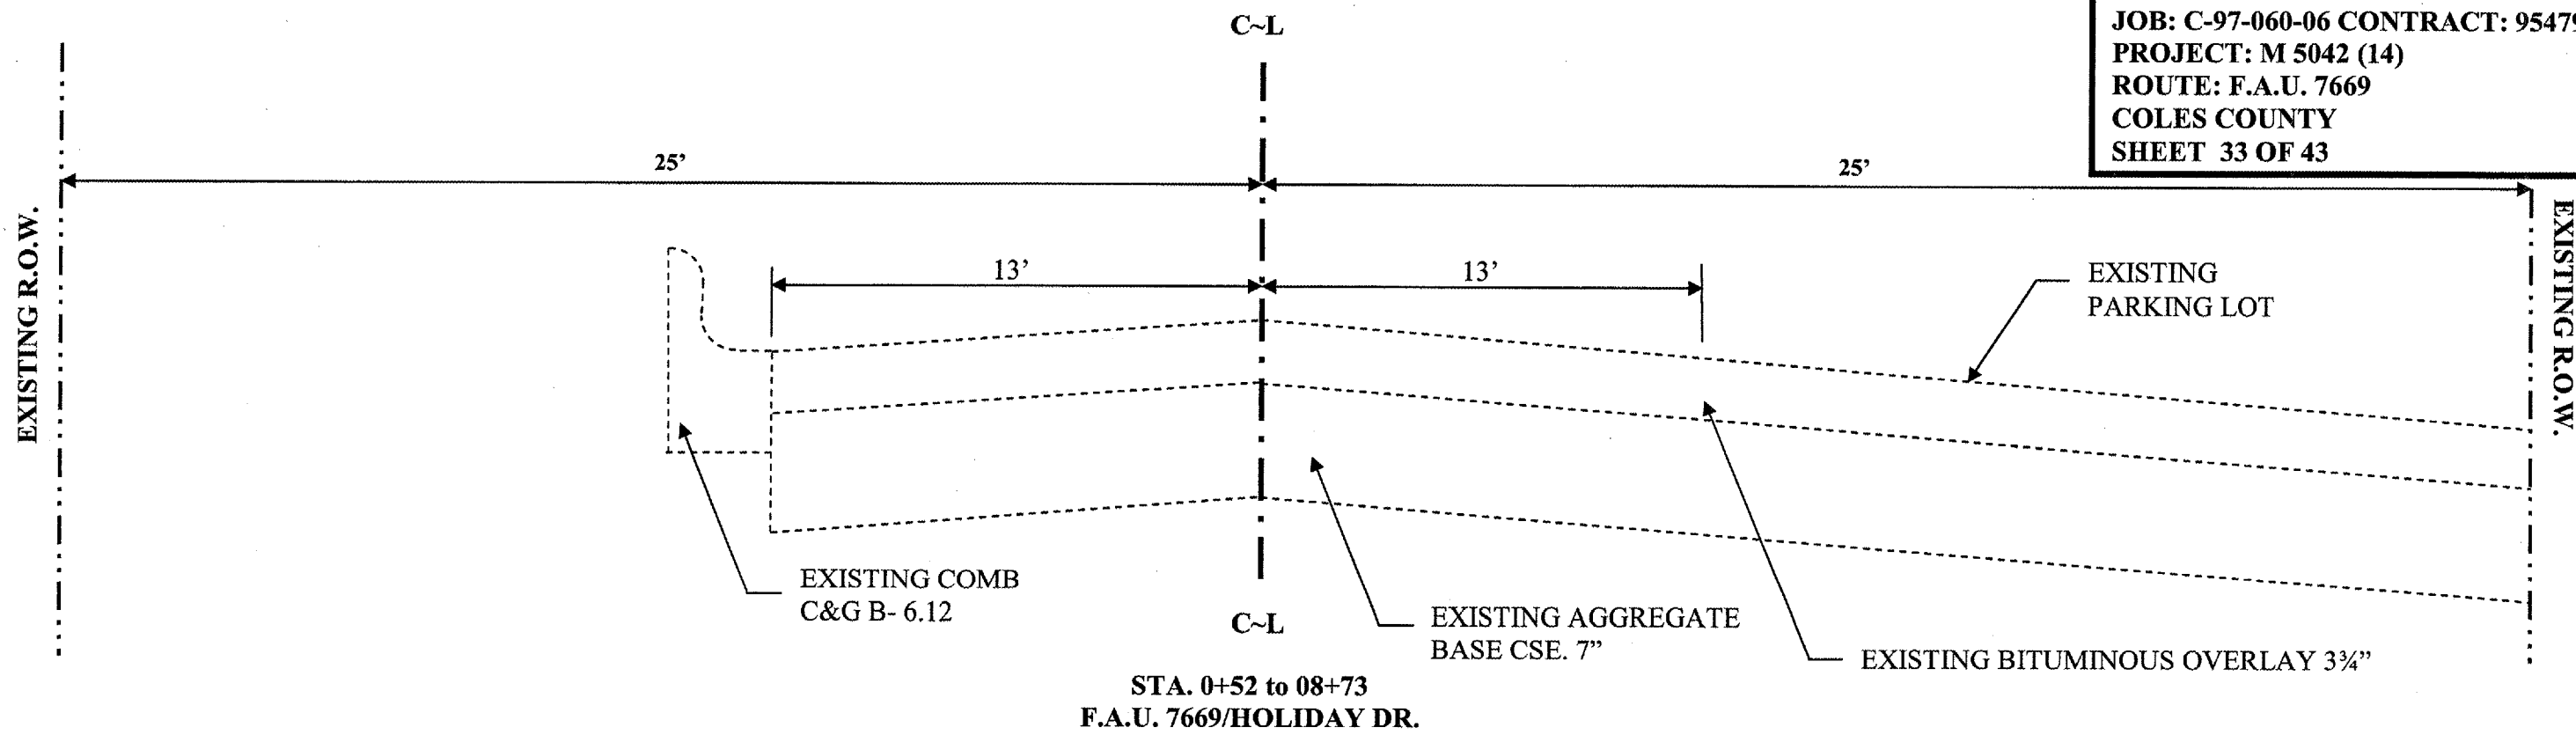 C~L
JOB: C-97-060-06 CONTRACT: 95479
PROJECT: M 5042 (14)
ROUTE: F.A.U. 7669
COLES COUNTY
SHEET 33 OF 43
25’
25’
EXISTING R.O.W.
EXISTING R.O.W.
13’
13’
EXISTING
PARKING LOT
EXISTING COMB
C&G B- 6.12
C~L
EXISTING AGGREGATE
BASE CSE. 7”
EXISTING BITUMINOUS OVERLAY 3¾”
STA. 0+52 to 08+73
F.A.U. 7669/HOLIDAY DR.